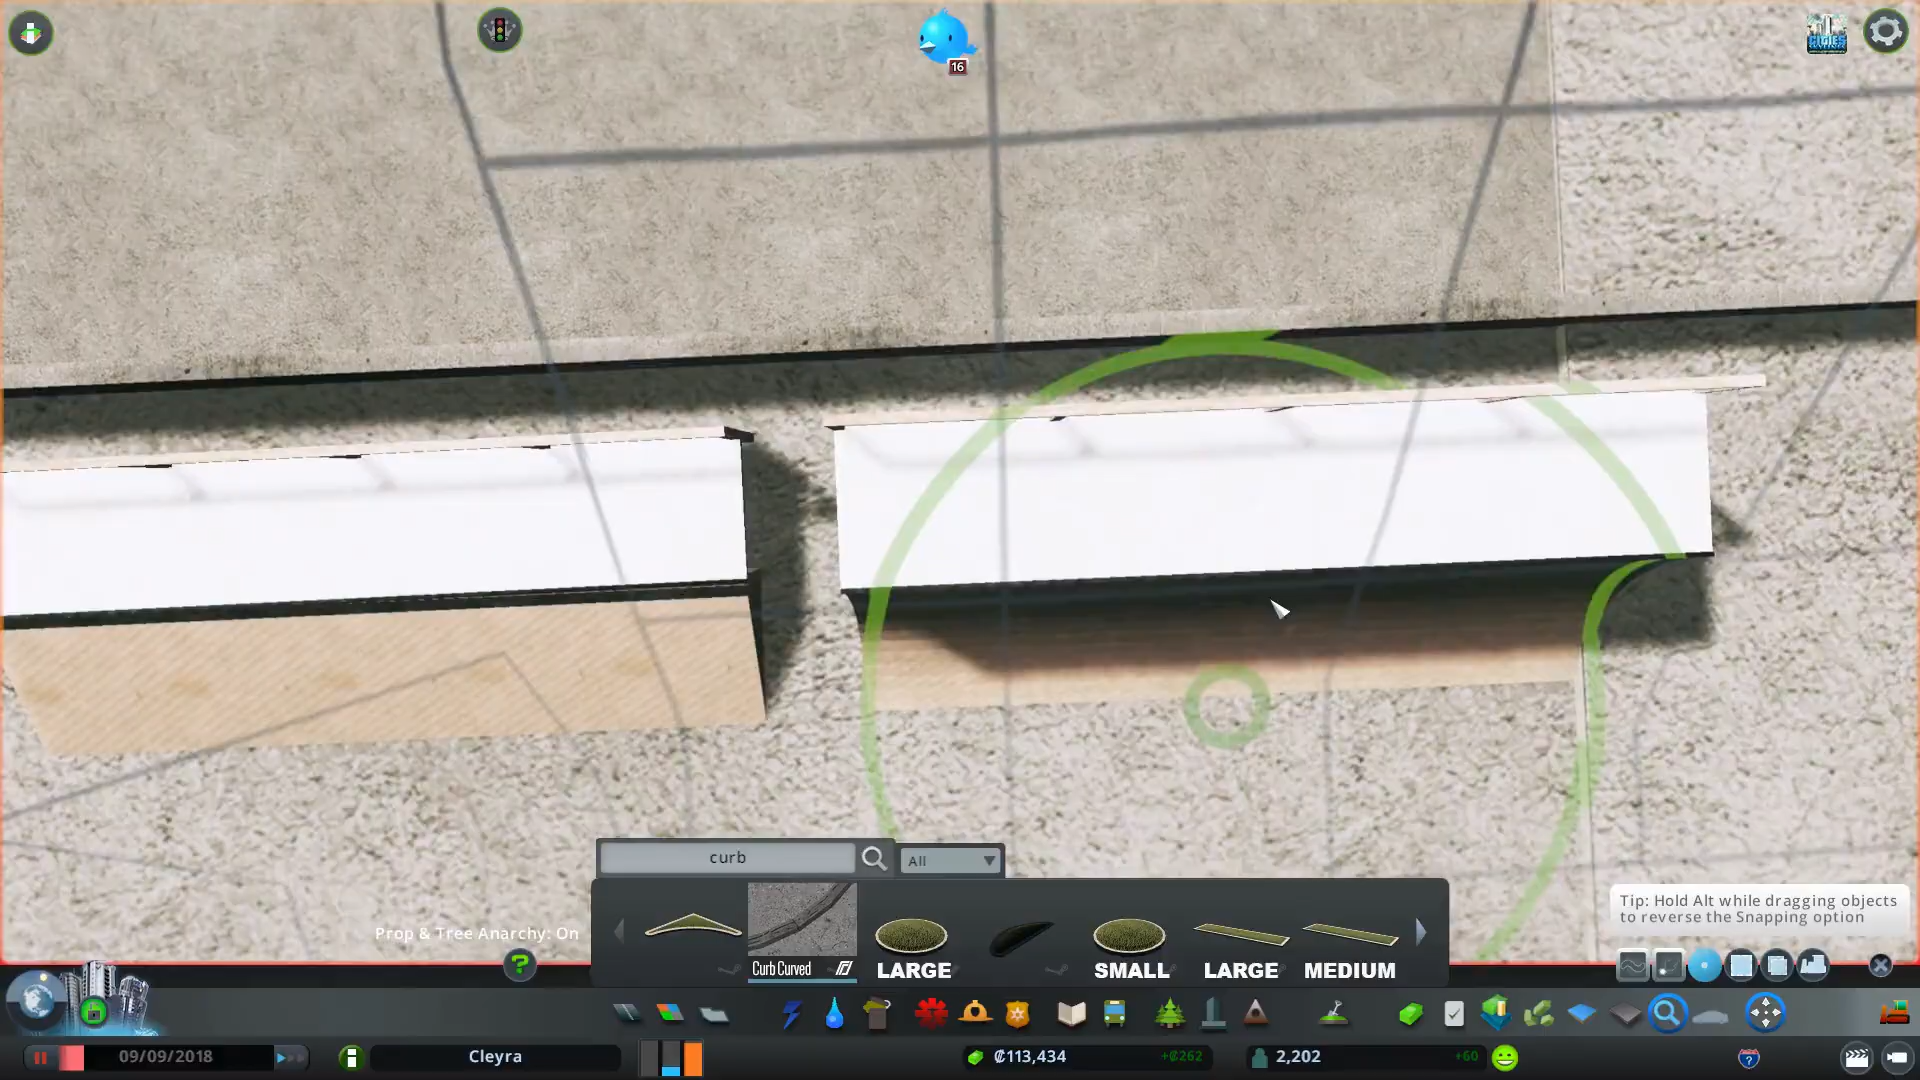 16
CITIES
curb
All
Tip: Hold Alt while dragging objects
to reverse the Snapping option
Prop & Tree Anarchy: On
?
Curb Curved
LARGE
SMALL
LARGE
MEDIUM
09/09/2018
Cleyra
₡113,434
+₡262
2,202
+60
?